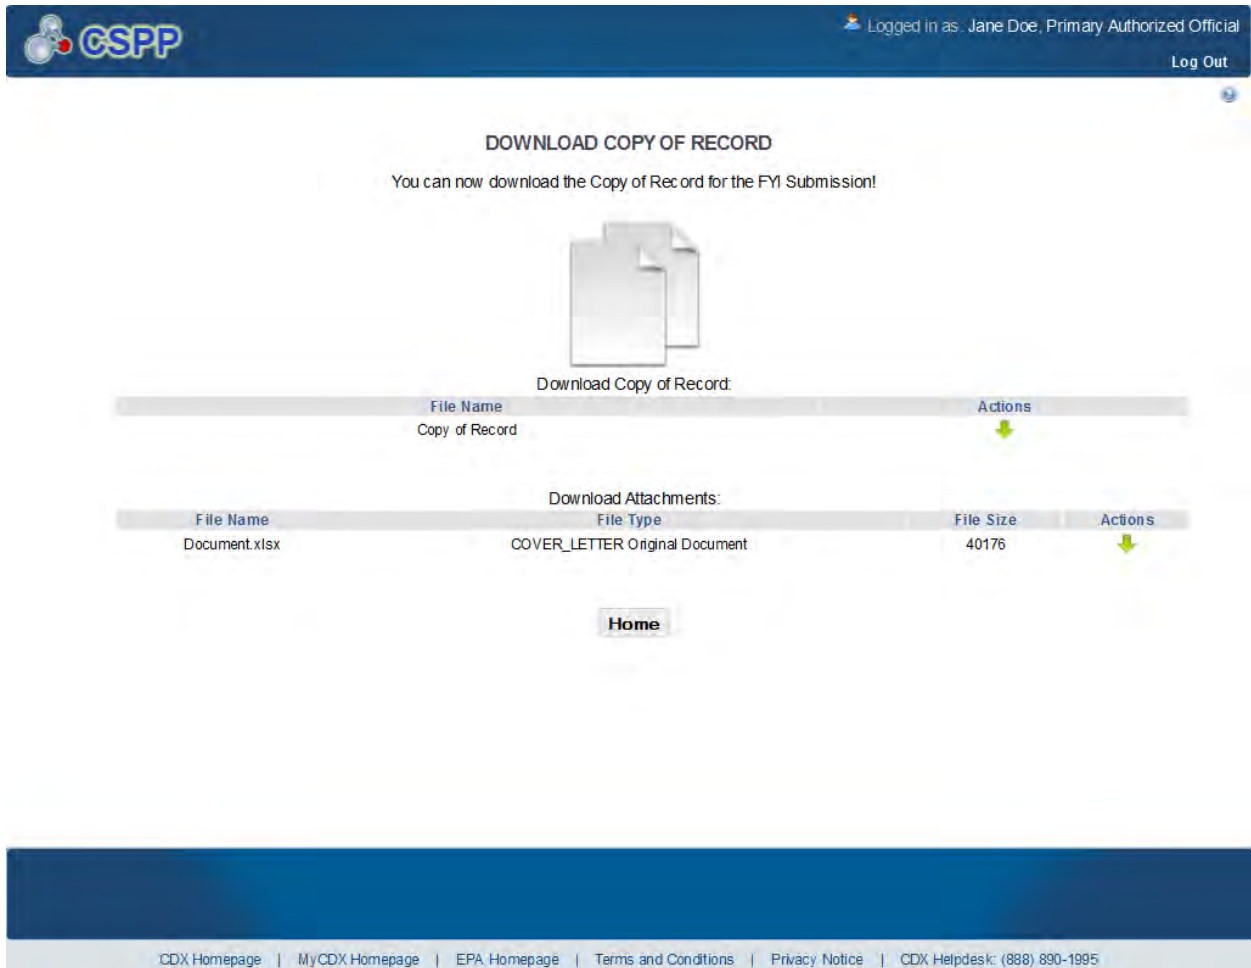 CSPP
Logged in as: Jane Doe, Primary Authorized Official
Log Out
DOWNLOAD COPY OF RECORD
You can now download the Copy of Record for the FYI Submission!
Download Copy of Record:
File Name Actions
Copy of Record
Download Attachments:
File Name File Type File Size Actions
Document.xlsx COVER_LETTER Original Document 40176
Home
CDX Homepage | MyCDX Homepage | EPA Homepage | Terms and Conditions | Privacy Notice | CDX Helpdesk: (888) 890-1995